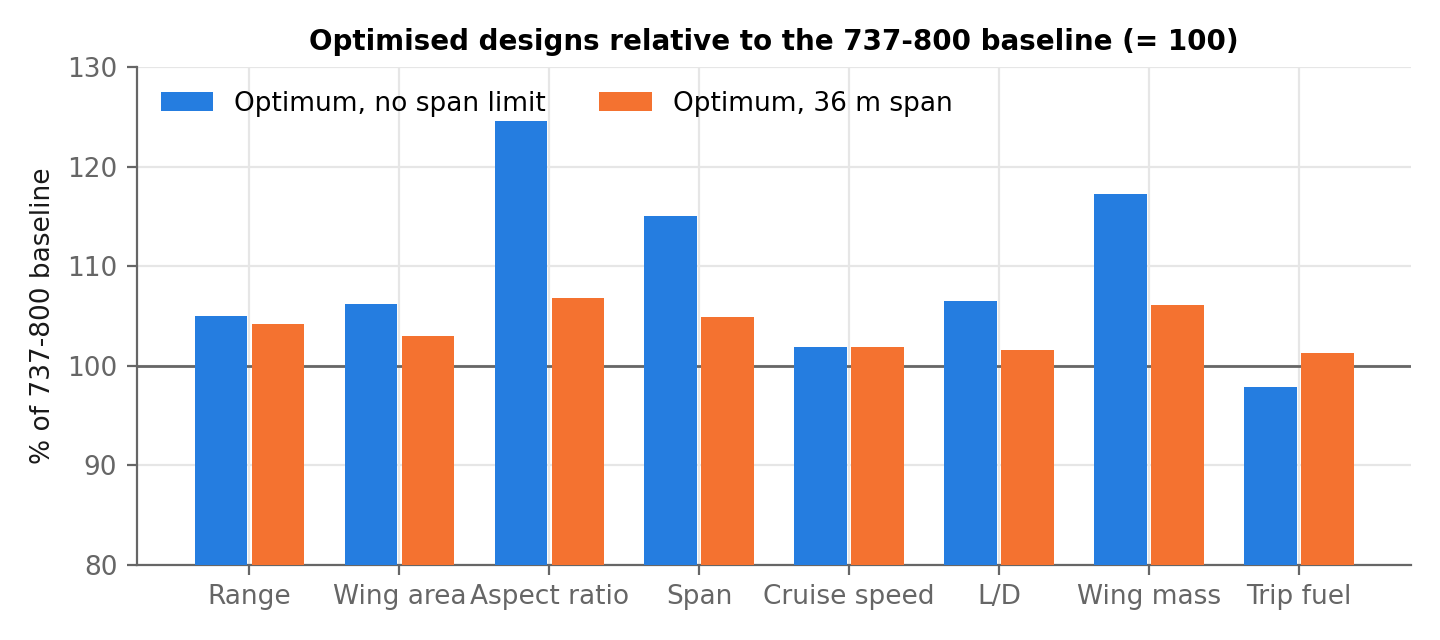 Optimised designs relative to the 737-800 baseline (= 100)
Optimum, no span limit
Optimum, 36 m span
% of 737-800 baseline
130
120
110
100
90
80
Range
Wing area
Aspect ratio
Span
Cruise speed
L/D
Wing mass
Trip fuel